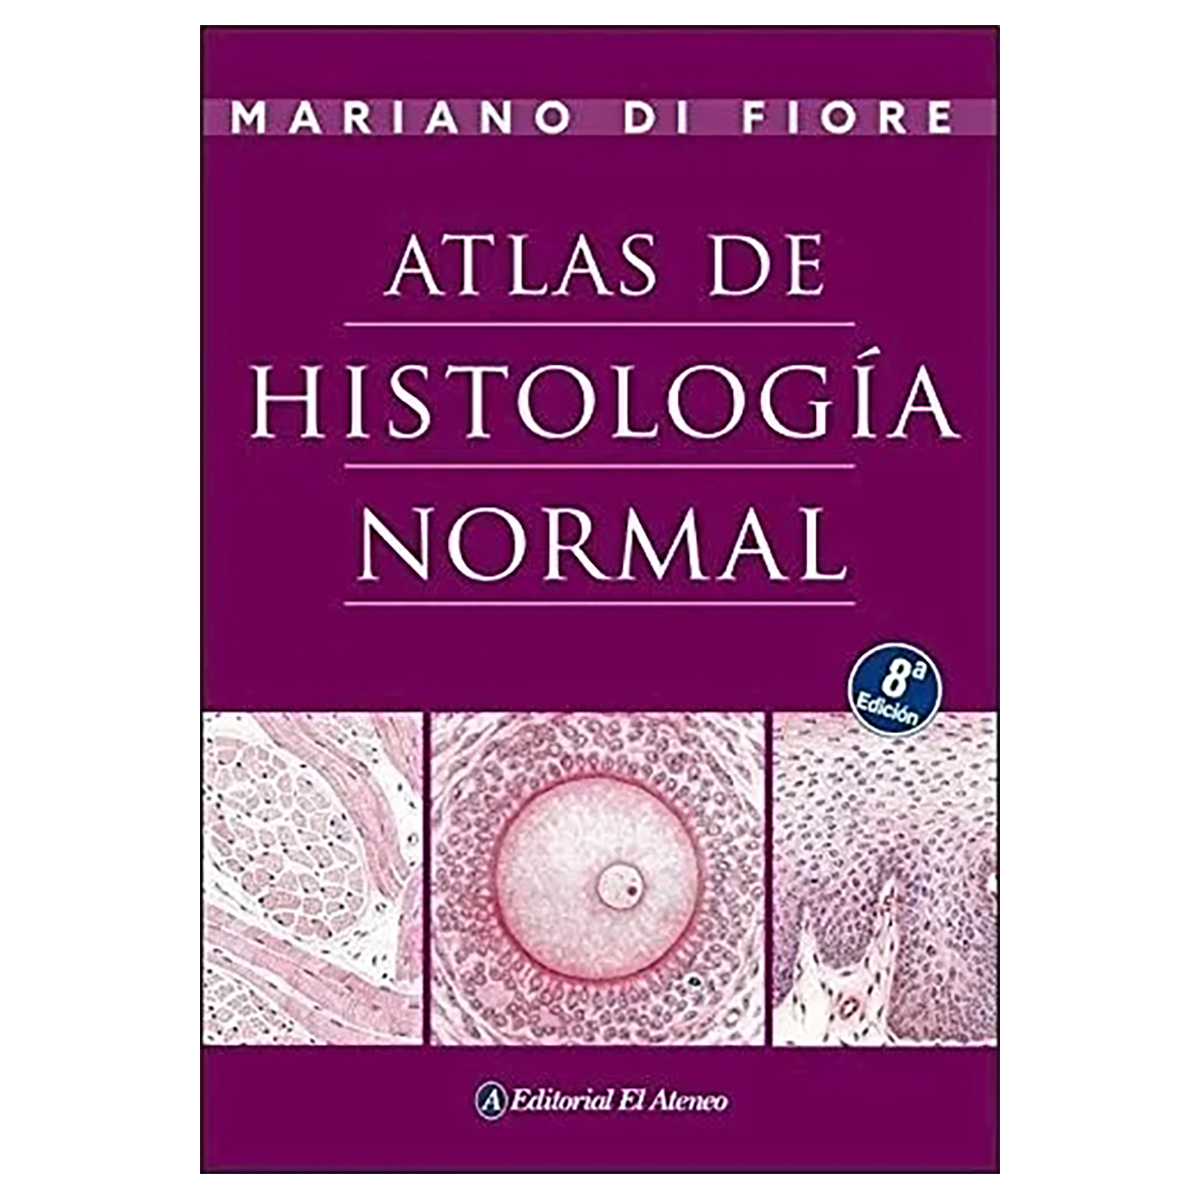 MARIANO DI FIORE
ATLAS DE
HISTOLOGÍA
NORMAL
8ª
Edición
A Editorial El Ateneo